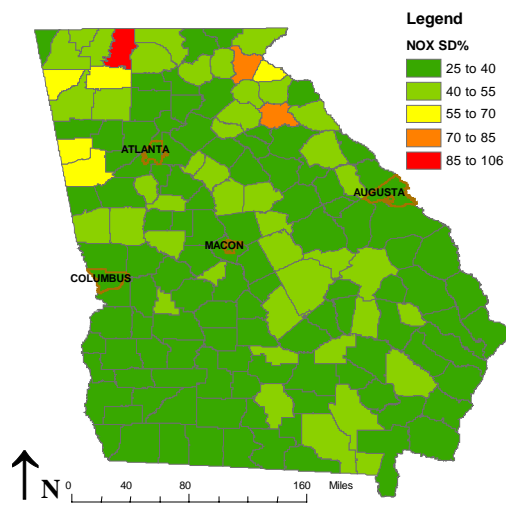 Legend
NOX SD%
25 to 40
40 to 55
55 to 70
70 to 85
85 to 106
ATLANTA
AUGUSTA
MACON
COLUMBUS
N
0 40 80 160 Miles